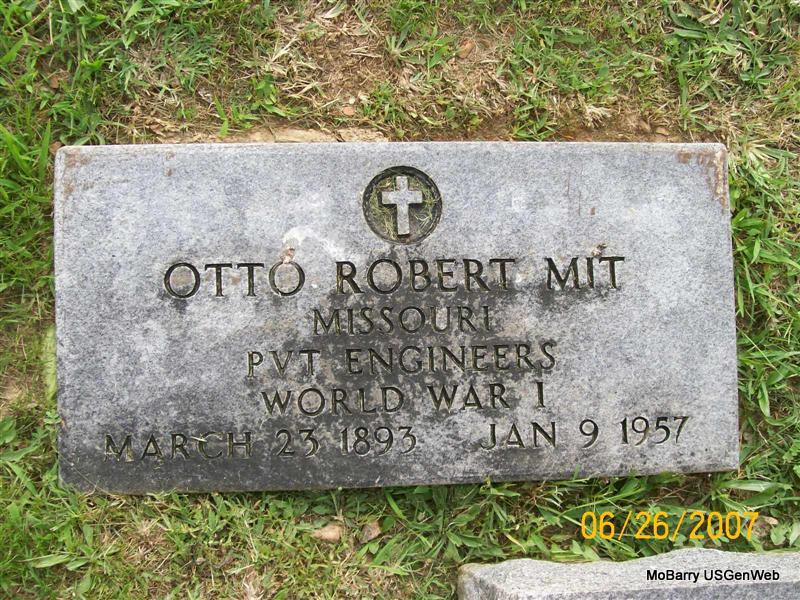 OTTO ROBERT MIT
MISSOURI
PVT ENGINEERS
WORLD WAR I
MARCH 23 1893 JAN 9 1957
06/26/2007
MoBarry USGenWeb